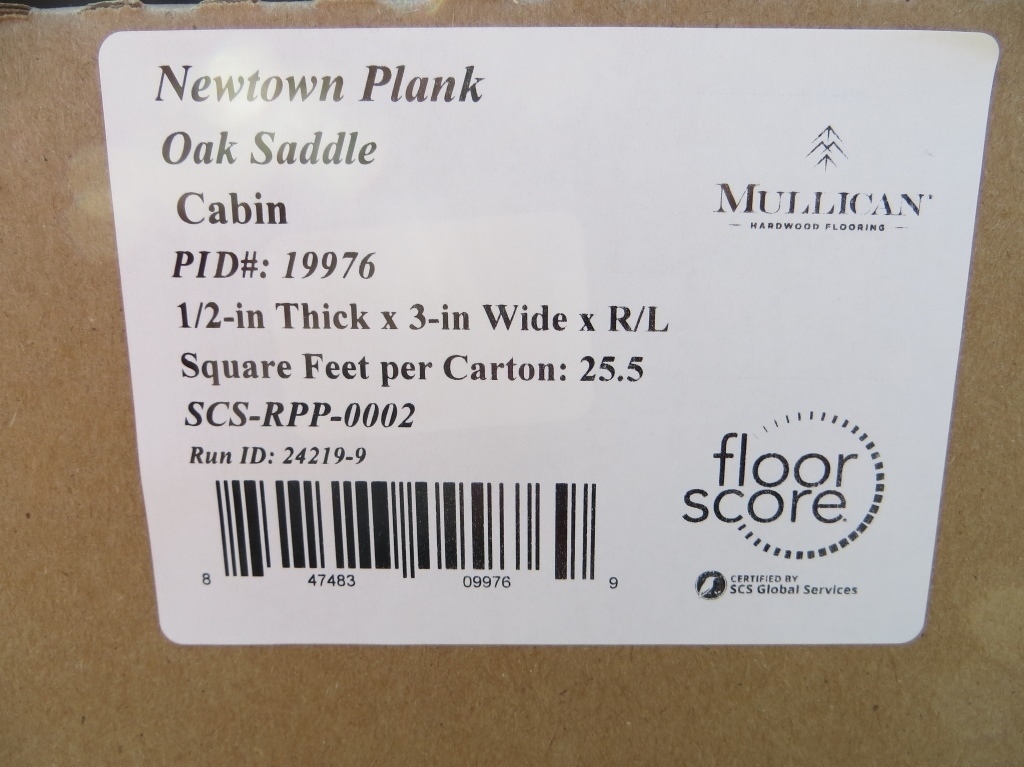 Newtown Plank
Oak Saddle
Cabin
PID#: 19976
1/2-in Thick x 3-in Wide x R/L
Square Feet per Carton: 25.5
SCS-RPP-0002
Run ID: 24219-9
8 47483 09976 9
MULLICAN
HARDWOOD FLOORING
floor
score
CERTIFIED BY
SCS Global Services